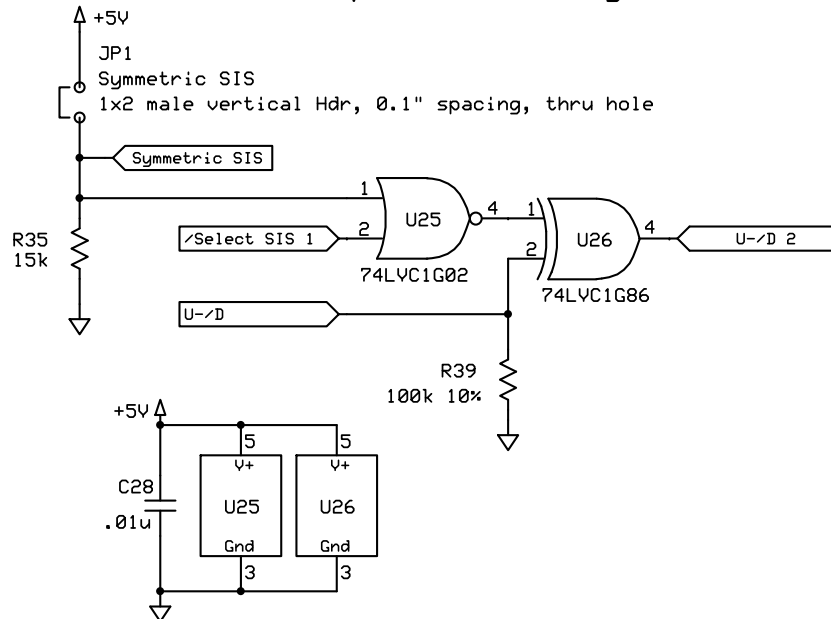 +5V
JP1
Symmetric SIS
1x2 male vertical Hdr, 0.1" spacing, thru hole
Symmetric SIS
1
4
2
U25
1
4
2
U26
/Select SIS 1
U-/D 2
R35
15k
74LVC1G02
74LVC1G86
U-/D
R39
100k 10%
+5V
5
5
V+
V+
C28
.01u
U25
U26
Gnd
Gnd
3
3